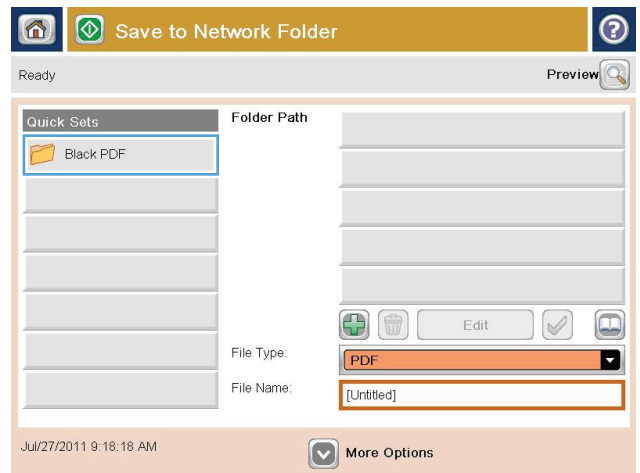 Save to Network Folder
?
Ready
Preview
Quick Sets
Black PDF
Folder Path
Edit
File Type:
PDF
File Name:
[Untitled]
Jul/27/2011 9:18:18 AM
More Options